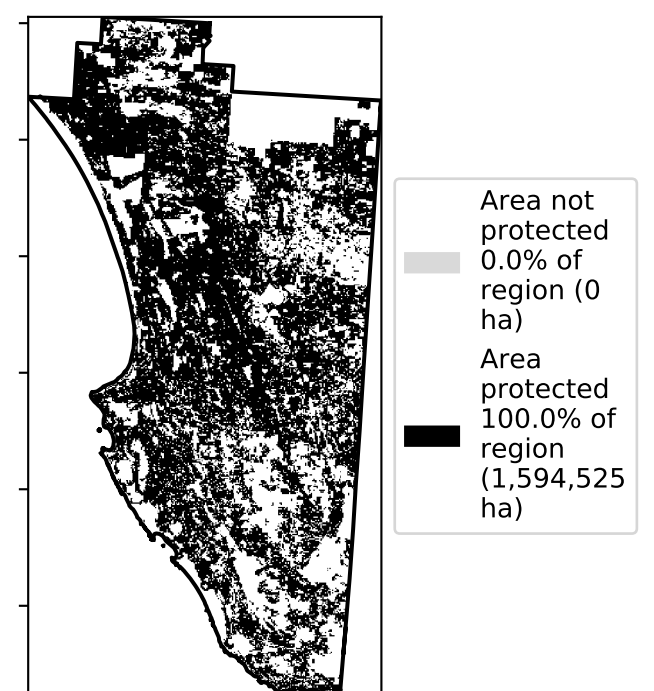 Area not
protected
0.0% of
region (0
ha)
Area
protected
100.0% of
region
(1,594,525
ha)